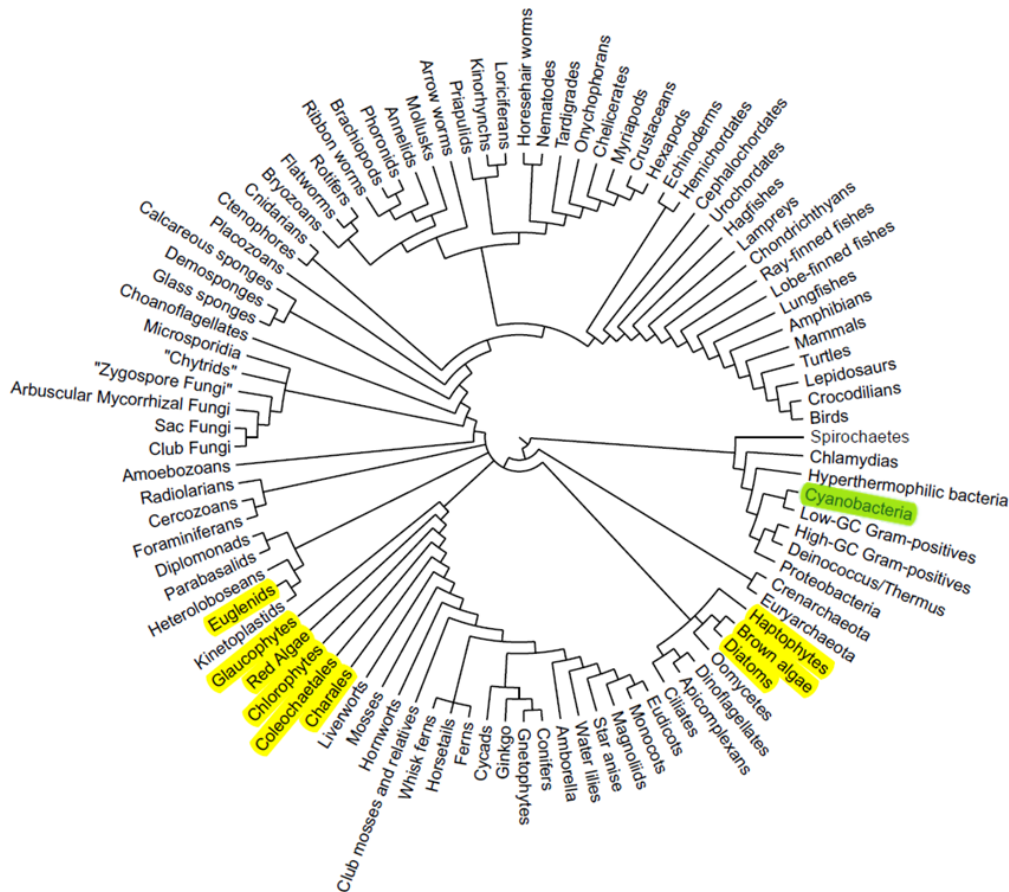 Horesehair worms
Nematodes
Tardigrades
Onychophorans
Chelicerates
Myriapods
Crustaceans
Hexapods
Echinoderms
Hemichordates
Cephalochordates
Urochordates
Hagfishes
Lampreys
Chondrichthyans
Ray-finned fishes
Lobe-finned fishes
Lungfishes
Amphibians
Mammals
Turtles
Lepidosaurs
Crocodilians
Birds
Spirochaetes
Chlamydias
Hyperthermophilic bacteria
Cyanobacteria
Low-GC Gram-positives
High-GC Gram-positives
Deinococcus/Thermus
Proteobacteria
Crenarchaeota
Euryarchaeota
Haptophytes
Brown algae
Diatoms
Oomycetes
Dinoflagellates
Apicomplexans
Ciliates
Eudicots
Monocots
Magnoliids
Star anise
Water lilies
Amborella
Conifers
Gnetophytes
Ginkgo
Cycads
Ferns
Horsetails
Whisk ferns
Club mosses and relatives
Hornworts
Mosses
Liverworts
Charales
Coleochaetales
Chlorophytes
Red Algae
Glaucophytes
Kinetoplastids
Euglenids
Heteroloboseans
Parabasalids
Diplomonads
Foraminiferans
Cercozoans
Radiolarians
Amoebozoans
Club Fungi
Sac Fungi
Arbuscular Mycorrhizal Fungi
"Zygospore Fungi"
"Chytrids"
Microsporidia
Choanoflagellates
Glass sponges
Demosponges
Calcareous sponges
Placozoans
Ctenophores
Cnidarians
Bryozoans
Flatworms
Rotifers
Ribbon worms
Brachiopods
Phoronids
Annelids
Mollusks
Arrow worms
Priapulids
Kinorhynchs
Loriciferans